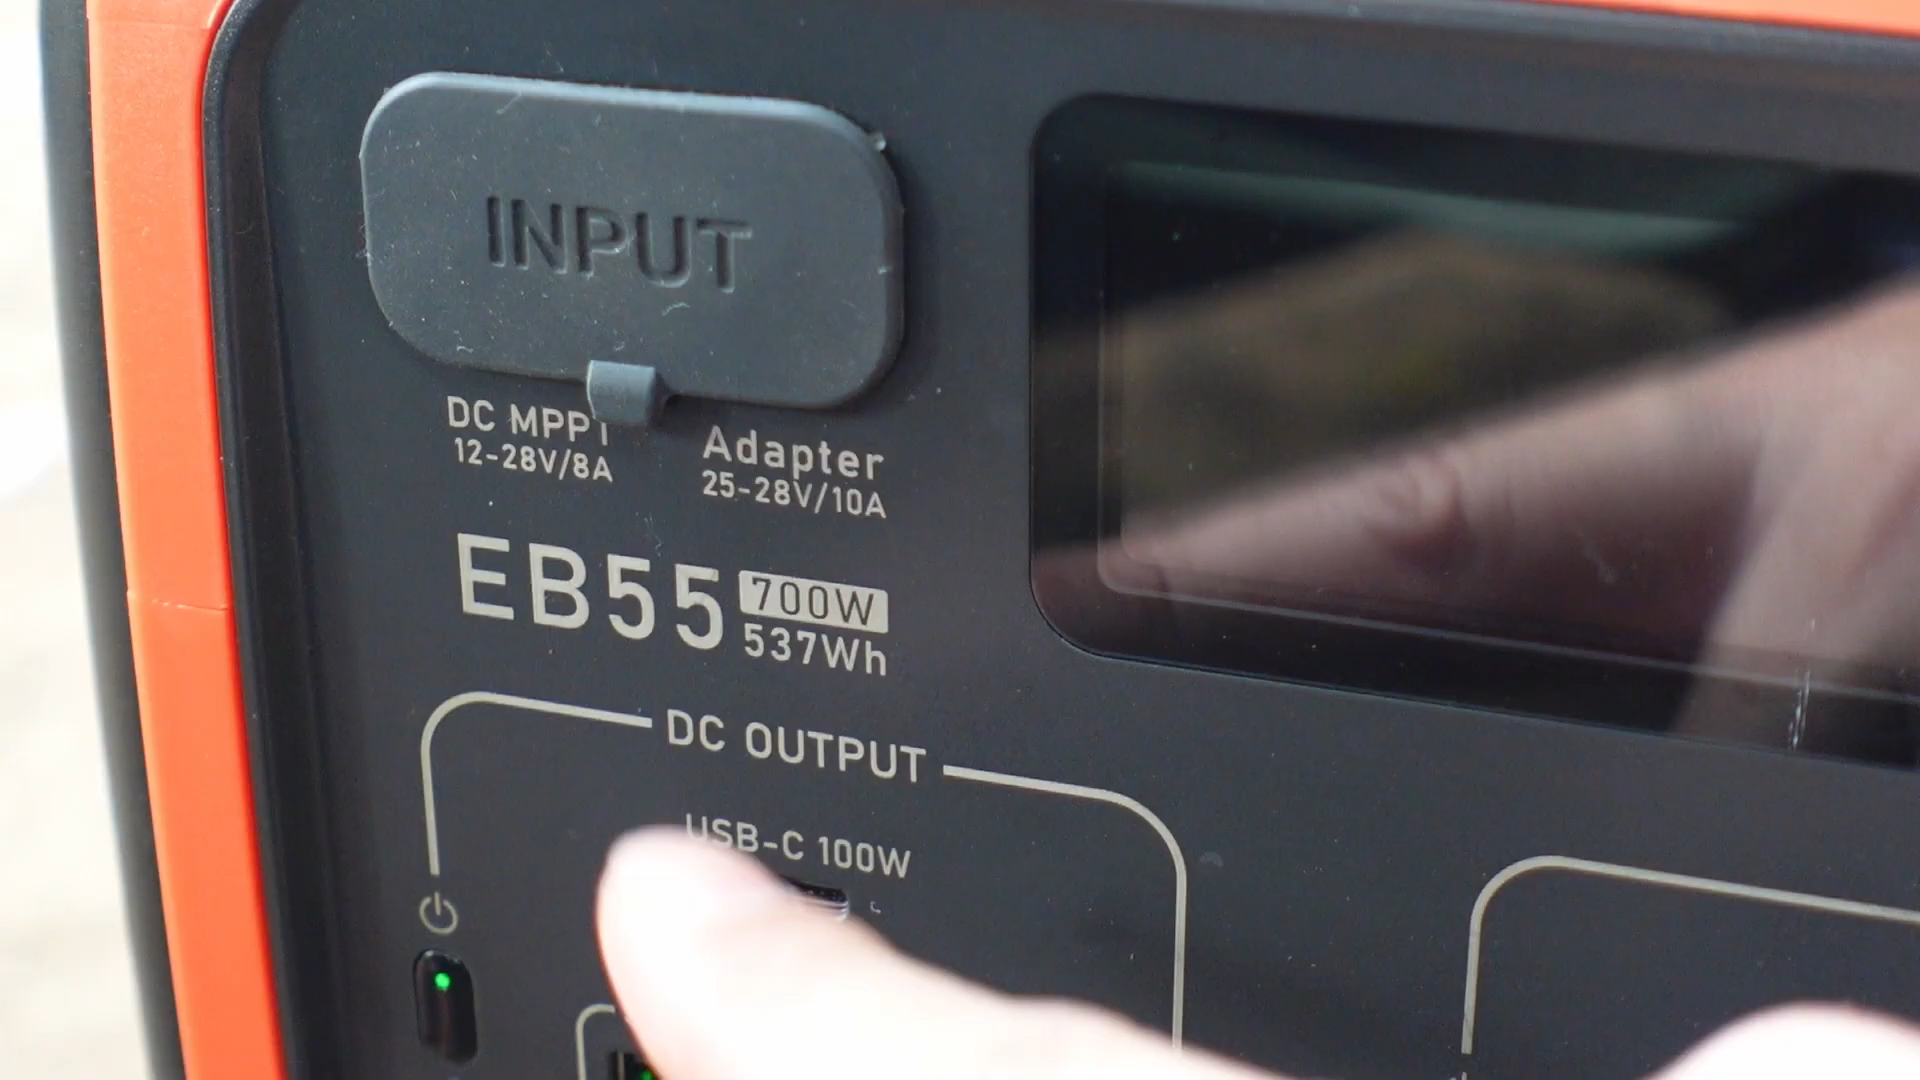 INPUT
DC MPPT
12-28V/8A
Adapter
25-28V/10A
EB55
700W
537Wh
DC OUTPUT
USB-C 100W